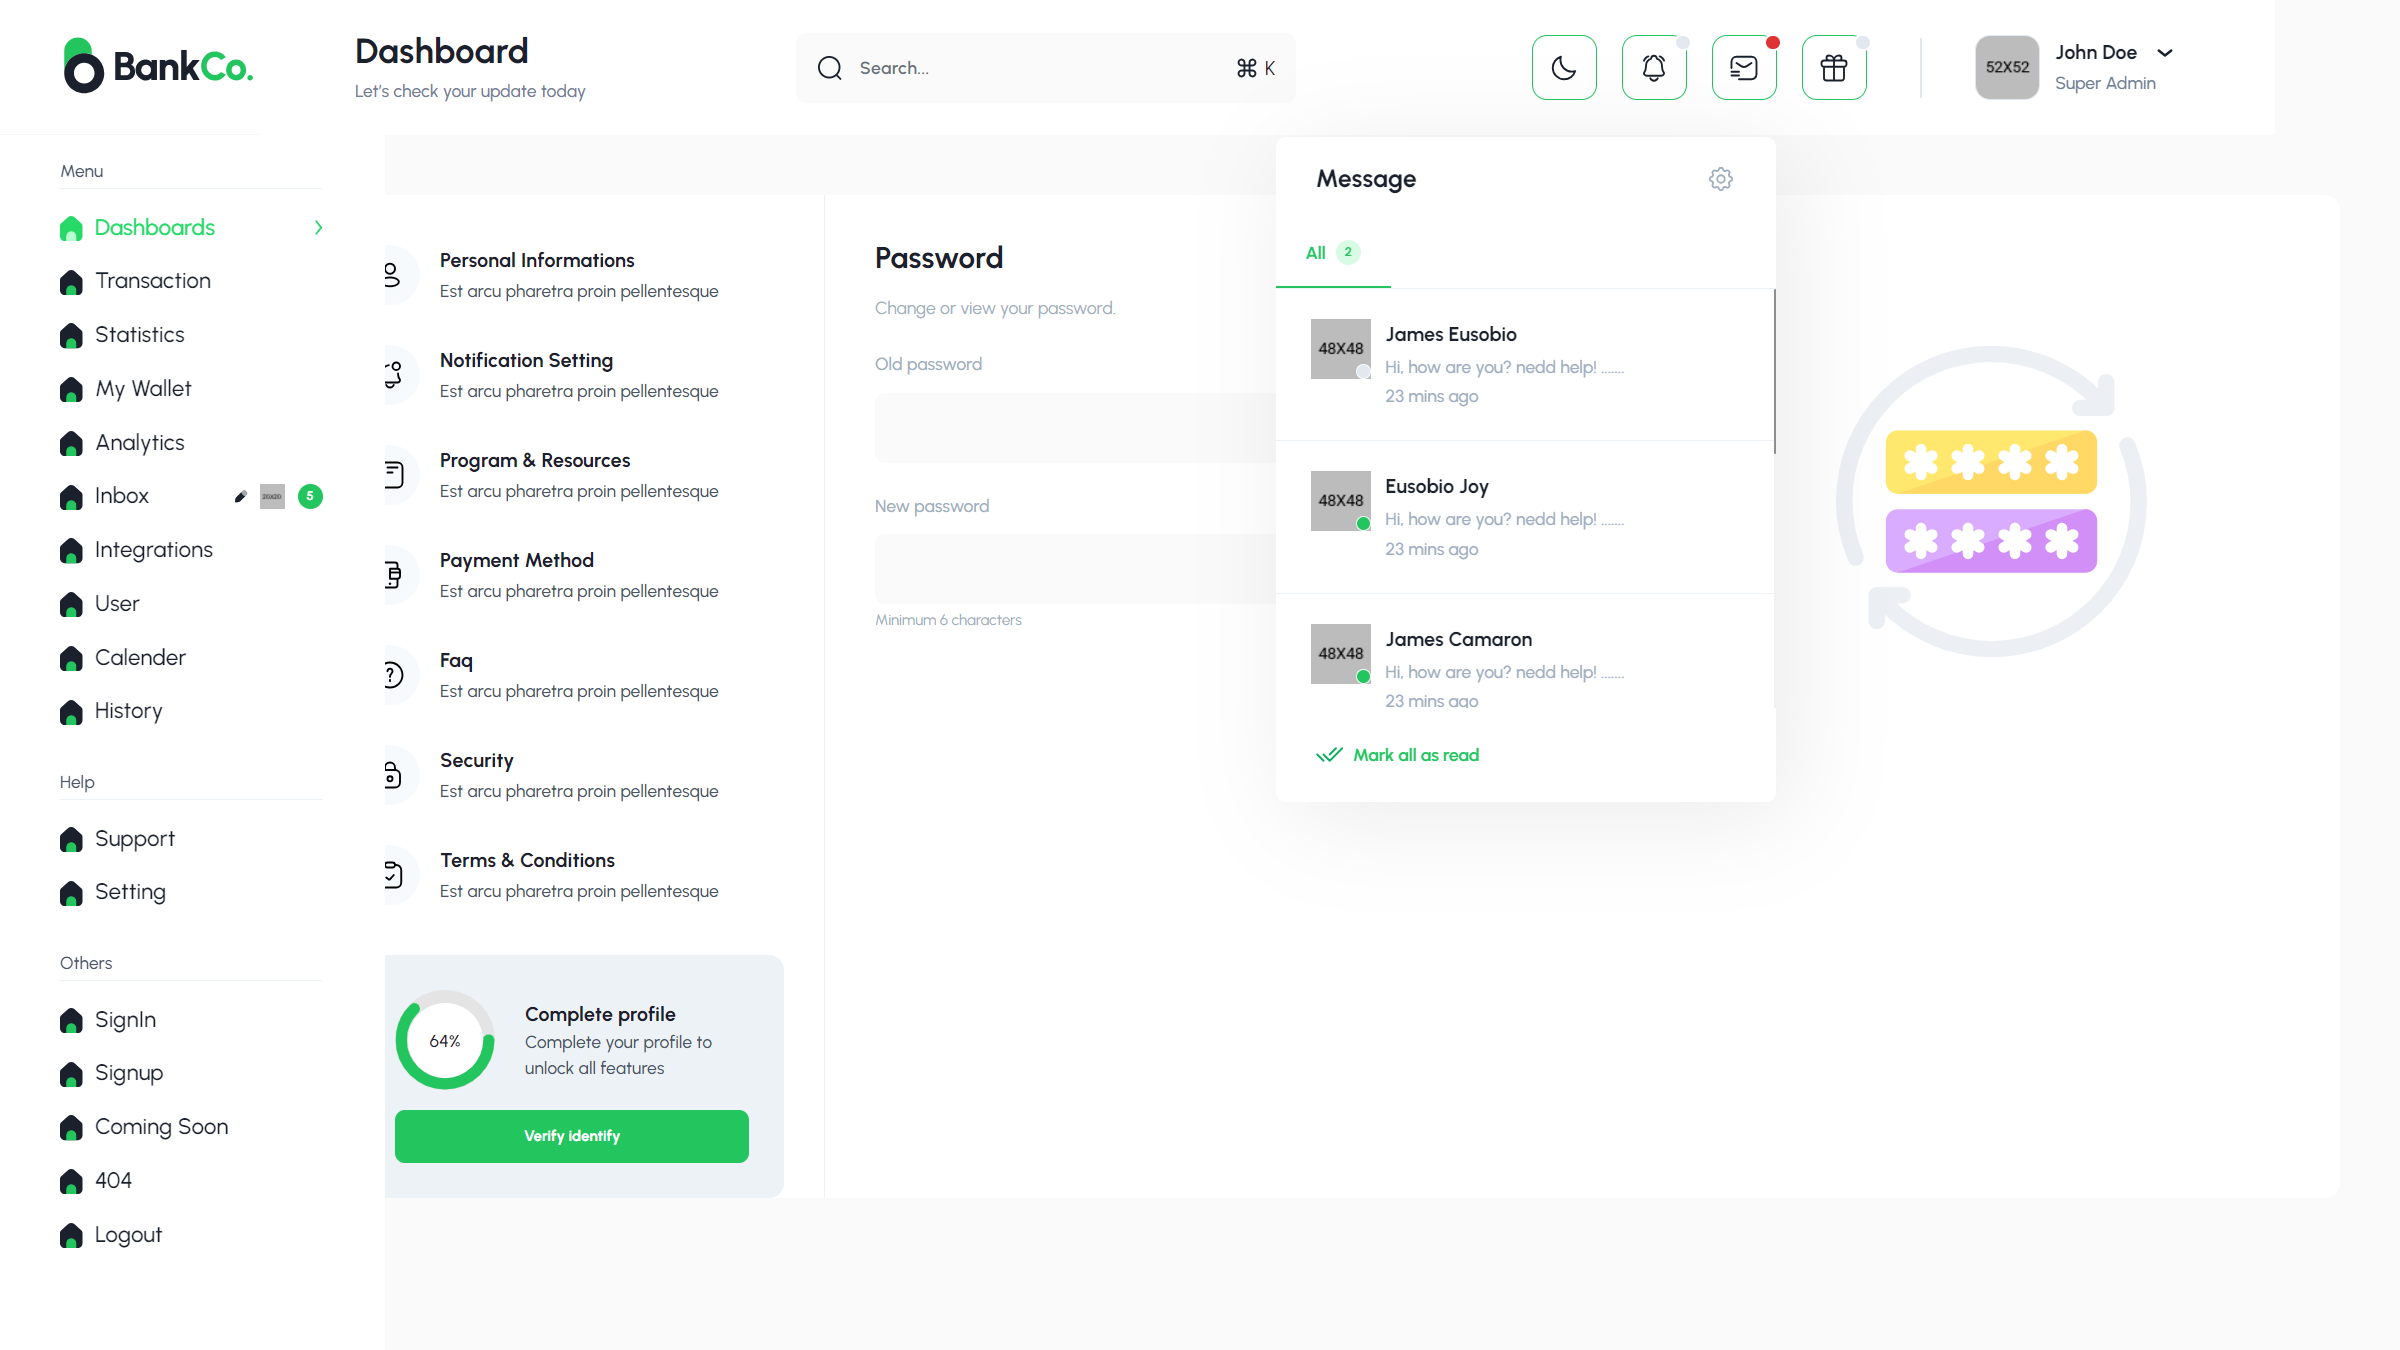 BankCo.
Dashboard
Let's check your update today
Search...
⌘ K
52X52
John Doe
Super Admin
Menu
Dashboards
Transaction
Statistics
My Wallet
Analytics
Inbox
20x20
5
Integrations
User
Calender
History
Help
Support
Setting
Others
SignIn
Signup
Coming Soon
404
Logout
Personal Informations
Est arcu pharetra proin pellentesque
Notification Setting
Est arcu pharetra proin pellentesque
Program & Resources
Est arcu pharetra proin pellentesque
Payment Method
Est arcu pharetra proin pellentesque
Faq
Est arcu pharetra proin pellentesque
Security
Est arcu pharetra proin pellentesque
Terms & Conditions
Est arcu pharetra proin pellentesque
64%
Complete profile
Complete your profile to
unlock all features
Verify identify
Password
Change or view your password.
Old password
New password
Minimum 6 characters
Message
All 2
48X48
James Eusobio
Hi, how are you? nedd help! .......
23 mins ago
48X48
Eusobio Joy
Hi, how are you? nedd help! .......
23 mins ago
48X48
James Camaron
Hi, how are you? nedd help! .......
23 mins ago
Mark all as read